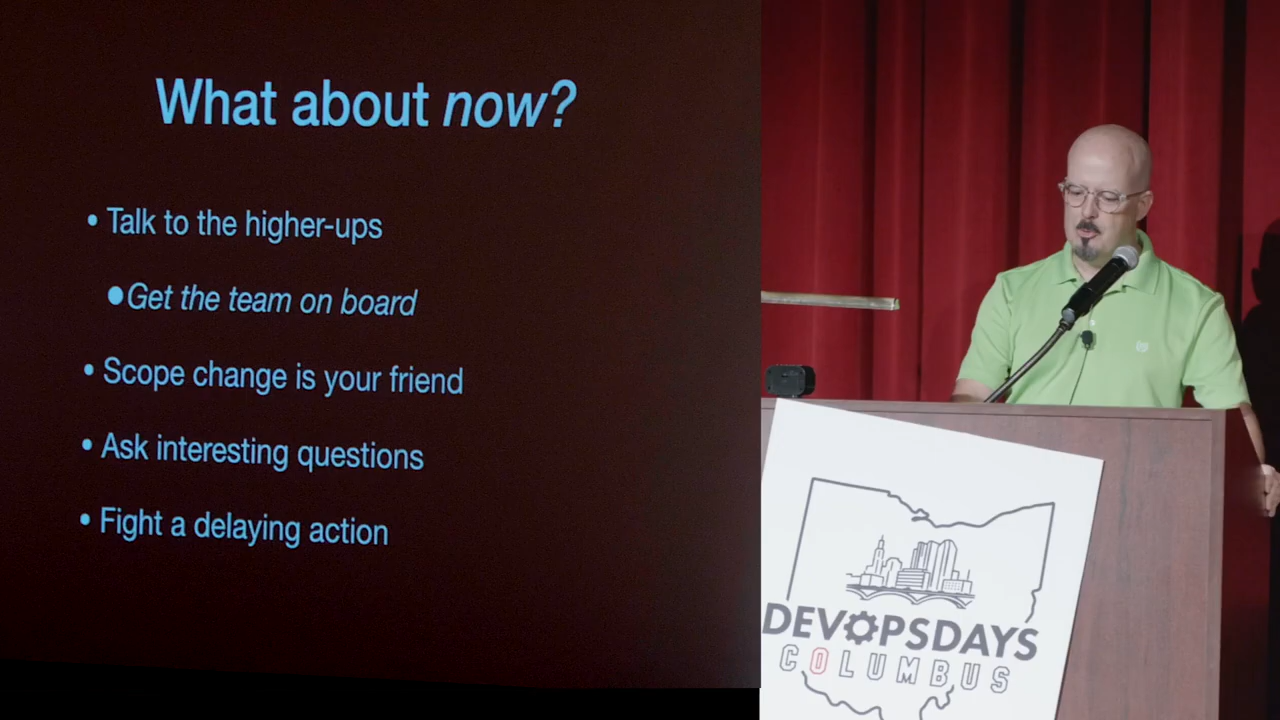 What about now?
• Talk to the higher-ups
• Get the team on board
• Scope change is your friend
• Ask interesting questions
• Fight a delaying action
DEVOPSDAYS
COLUMBUS